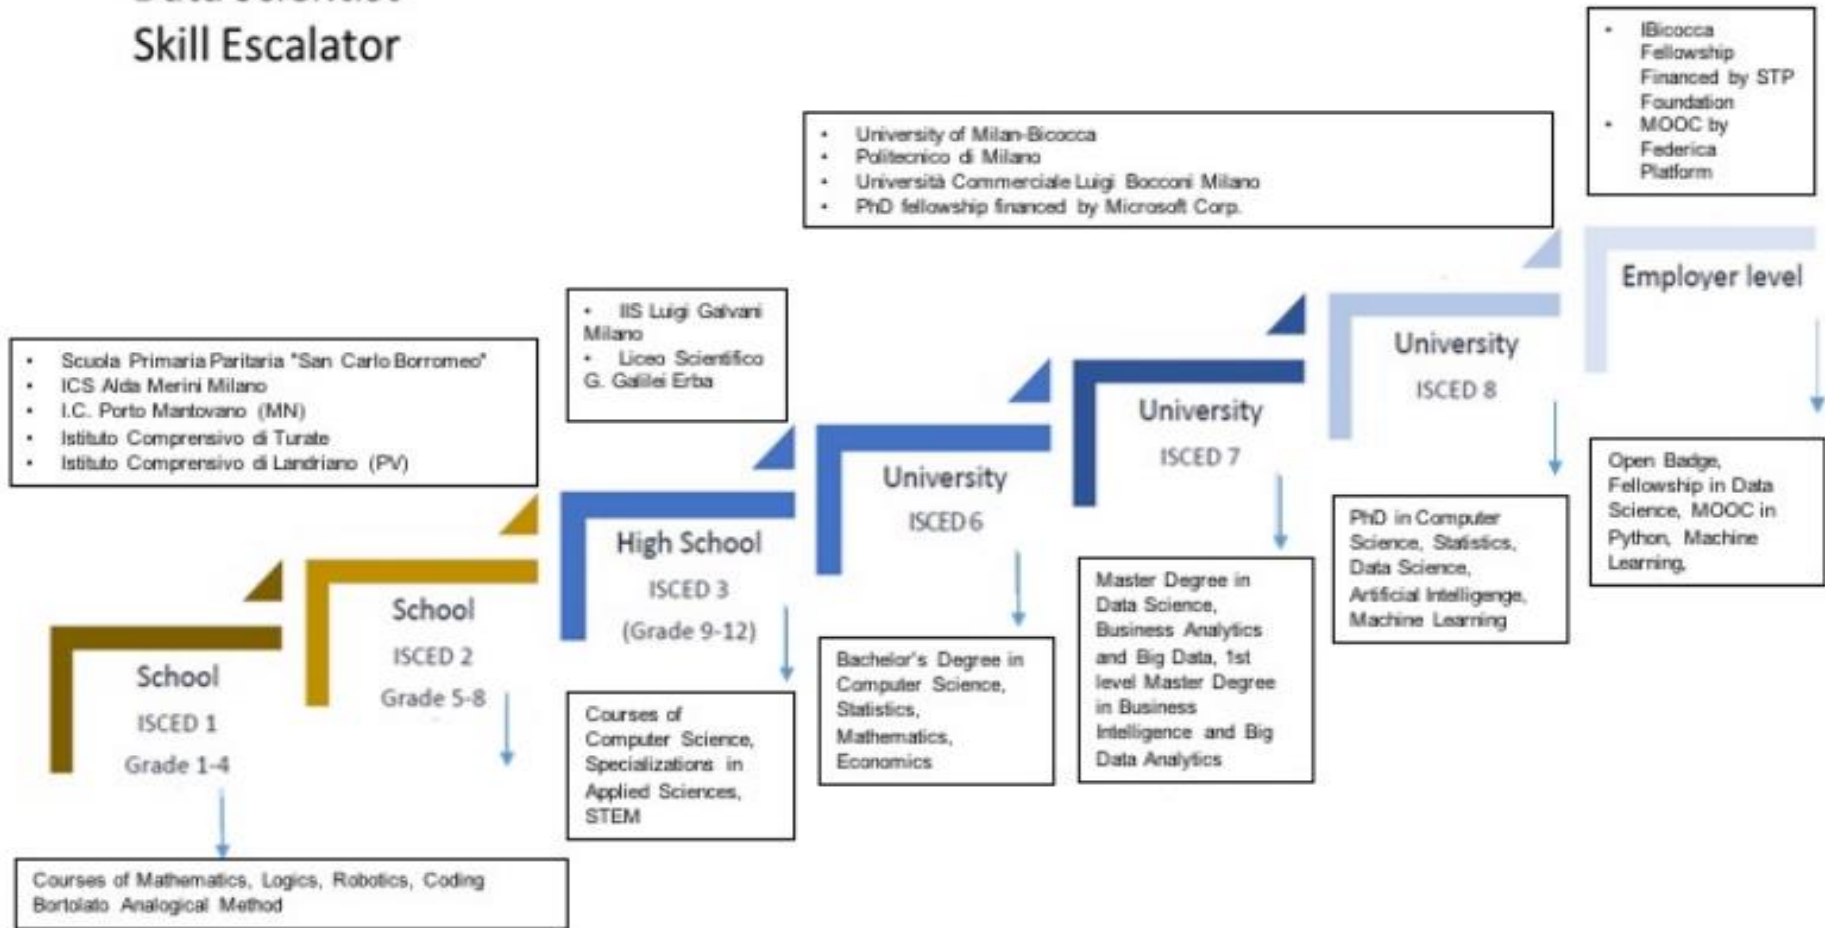 Skill Escalator
• IBicocca
Fellowship
Financed by STP
Foundation
• MOOC by
Federica
Platform
• University of Milan-Bicocca
• Politecnico di Milano
• Università Commerciale Luigi Bocconi Milano
• PhD fellowship financed by Microsoft Corp.
Employer level
• IIS Luigi Galvani
Milano
• Liceo Scientifico
G. Galilei Erba
University
ISCED 8
• Scuola Primaria Paritaria "San Carlo Borromeo"
• ICS Alda Merini Milano
• I.C. Porto Mantovano (MN)
• Istituto Comprensivo di Turate
• Istituto Comprensivo di Landriano (PV)
University
ISCED 7
University
ISCED 6
High School
ISCED 3
(Grade 9-12)
School
ISCED 2
Grade 5-8
School
ISCED 1
Grade 1-4
Open Badge,
Fellowship in Data
Science, MOOC in
Python, Machine
Learning,
PhD in Computer
Science, Statistics,
Data Science,
Artificial Intelligenge,
Machine Learning
Master Degree in
Data Science,
Business Analytics
and Big Data, 1st
level Master Degree
in Business
Intelligence and Big
Data Analytics
Bachelor's Degree in
Computer Science,
Statistics,
Mathematics,
Economics
Courses of
Computer Science,
Specializations in
Applied Sciences,
STEM
Courses of Mathematics, Logics, Robotics, Coding
Bortolato Analogical Method